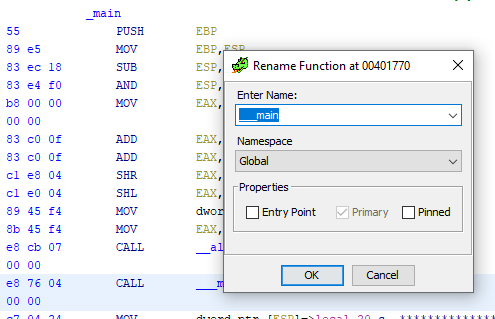 _main
55 PUSH EBP
89 e5 MOV EBP,ESP
83 ec 18 SUB ESP,
83 e4 f0 AND ESP,
b8 00 00 MOV EAX,
00 00
83 c0 0f ADD EAX,
83 c0 0f ADD EAX,
c1 e8 04 SHR EAX,
c1 e0 04 SHL EAX,
89 45 f4 MOV dwor
8b 45 f4 MOV EAX,
e8 cb 07 CALL __al
00 00
e8 76 04 CALL ___m
00 00
c7 04 24 MOV dword ptr [ESP]=>local_20
Rename Function at 00401770
Enter Name:
___main
Namespace
Global
Properties
Entry Point
Primary
Pinned
OK
Cancel